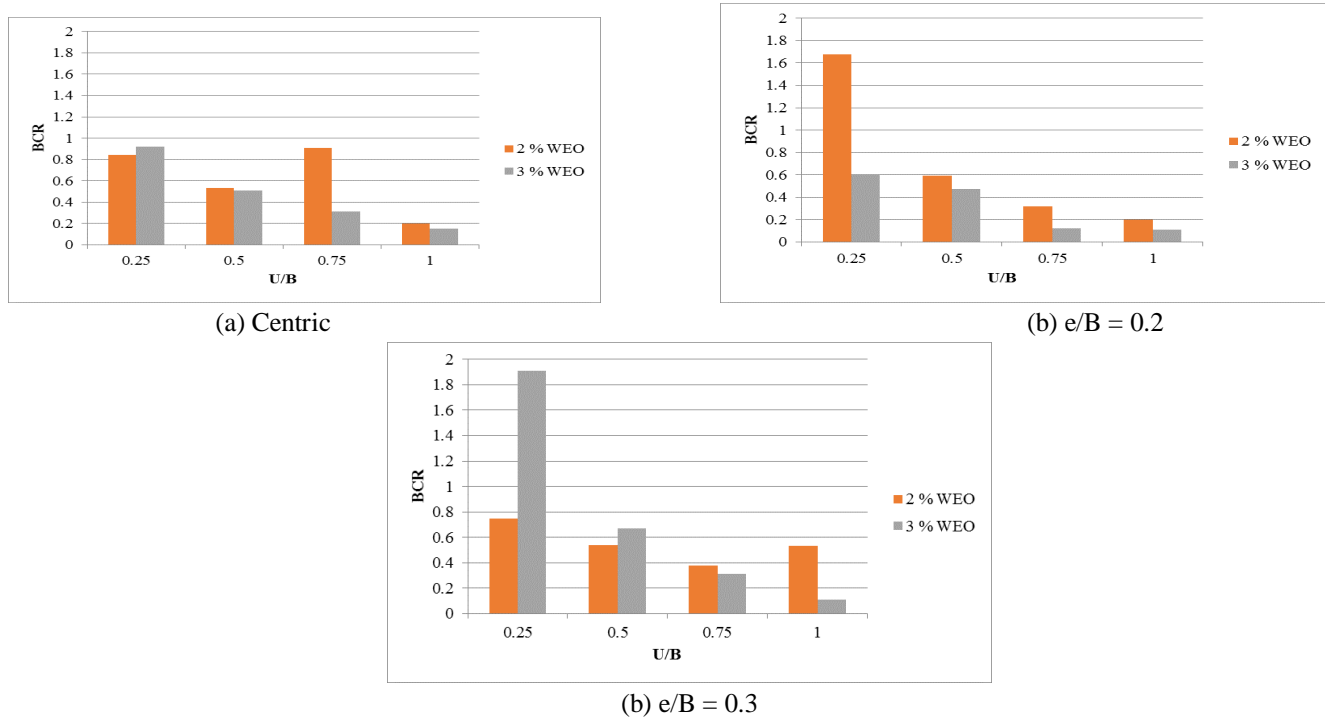 2
1.8
1.6
1.4
1.2
1
0.8
0.6
0.4
0.2
0
BCR
0.25 0.5 0.75 1
U/B
2 % WEO
3 % WEO
(a) Centric
2
1.8
1.6
1.4
1.2
1
0.8
0.6
0.4
0.2
0
BCR
0.25 0.5 0.75 1
U/B
2 % WEO
3 % WEO
(b) e/B = 0.2
2
1.8
1.6
1.4
1.2
1
0.8
0.6
0.4
0.2
0
BCR
0.25 0.5 0.75 1
U/B
2 % WEO
3 % WEO
(b) e/B = 0.3